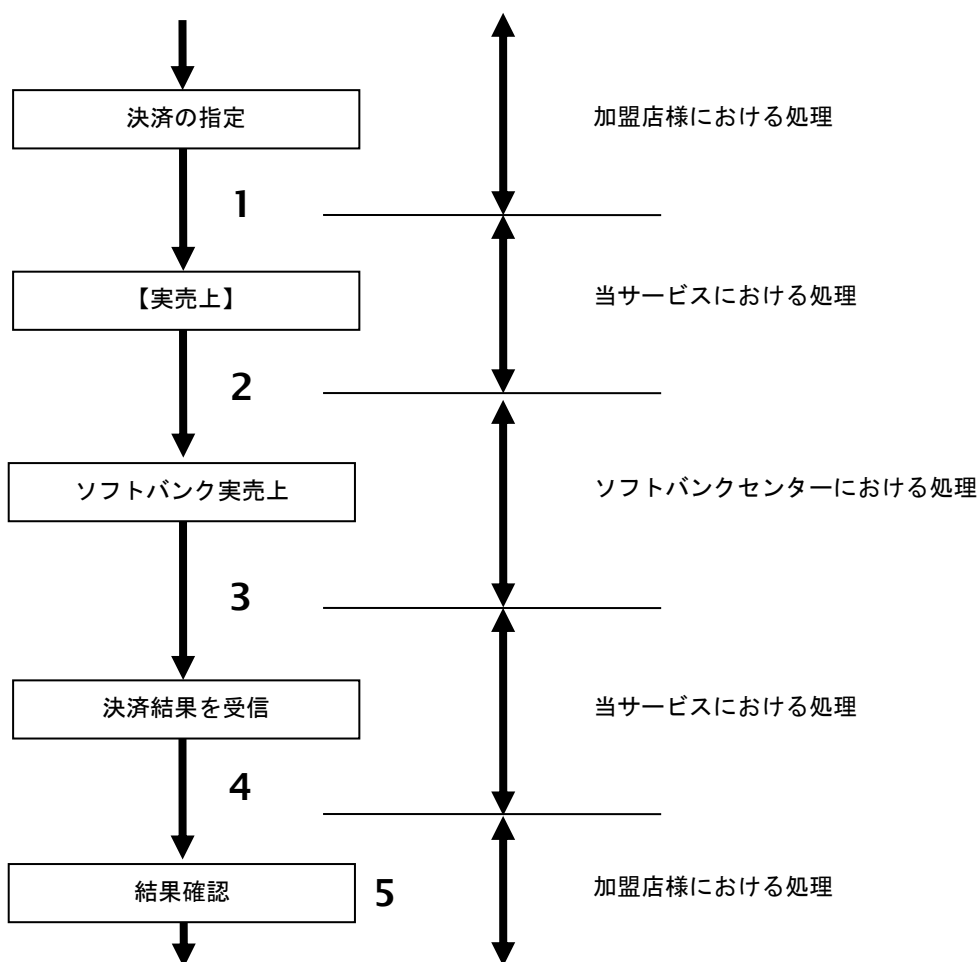 決済の指定
加盟店様における処理
1
【実売上】
当サービスにおける処理
2
ソフトバンク実売上
ソフトバンクセンターにおける処理
3
決済結果を受信
当サービスにおける処理
4
結果確認
5
加盟店様における処理